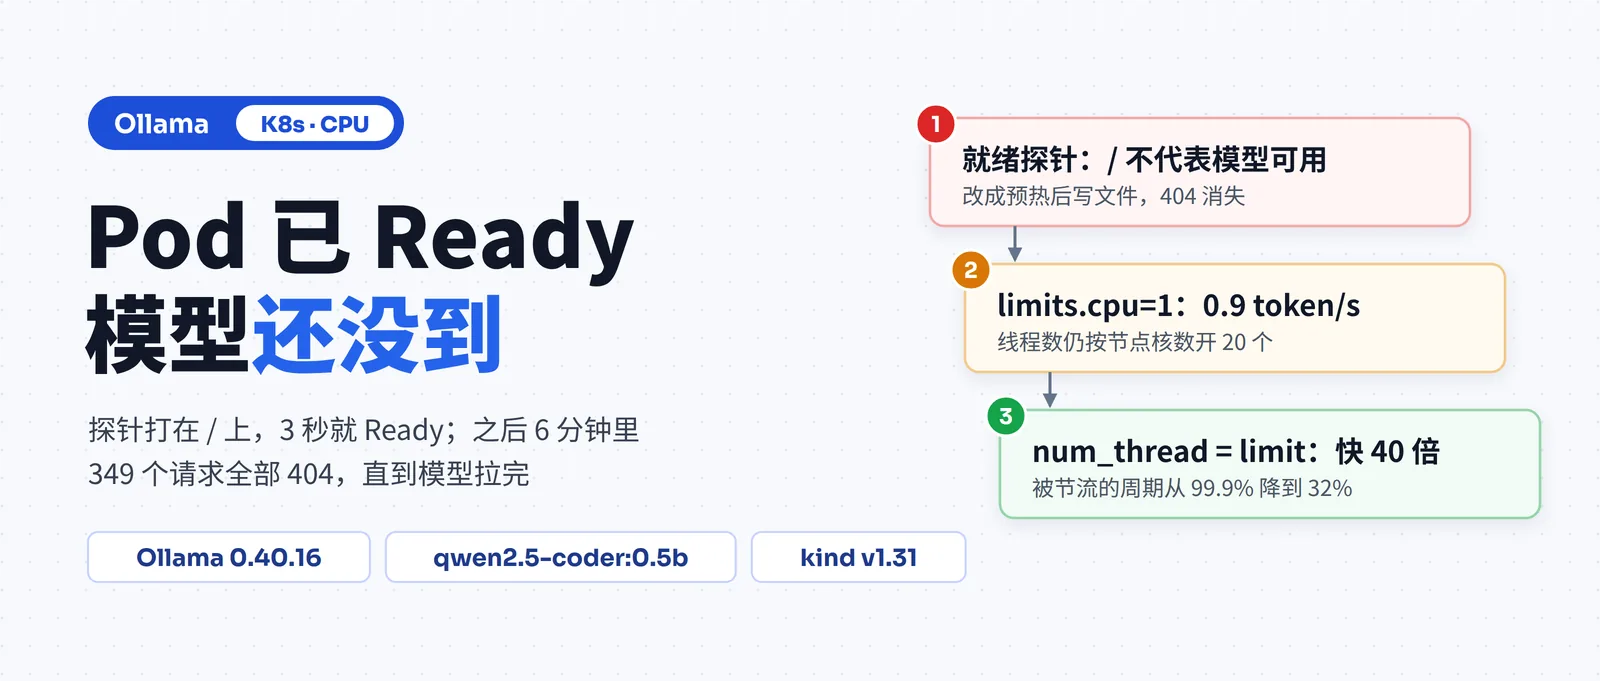 Ollama K8s · CPU
Pod 已 Ready
模型还没到
探针打在 / 上，3 秒就 Ready；之后 6 分钟里
349 个请求全部 404，直到模型拉完
Ollama 0.40.16
qwen2.5-coder:0.5b
kind v1.31
1
就绪探针：/ 不代表模型可用
改成预热后写文件，404 消失
2
limits.cpu=1：0.9 token/s
线程数仍按节点核数开 20 个
3
num_thread = limit：快 40 倍
被节流的周期从 99.9% 降到 32%